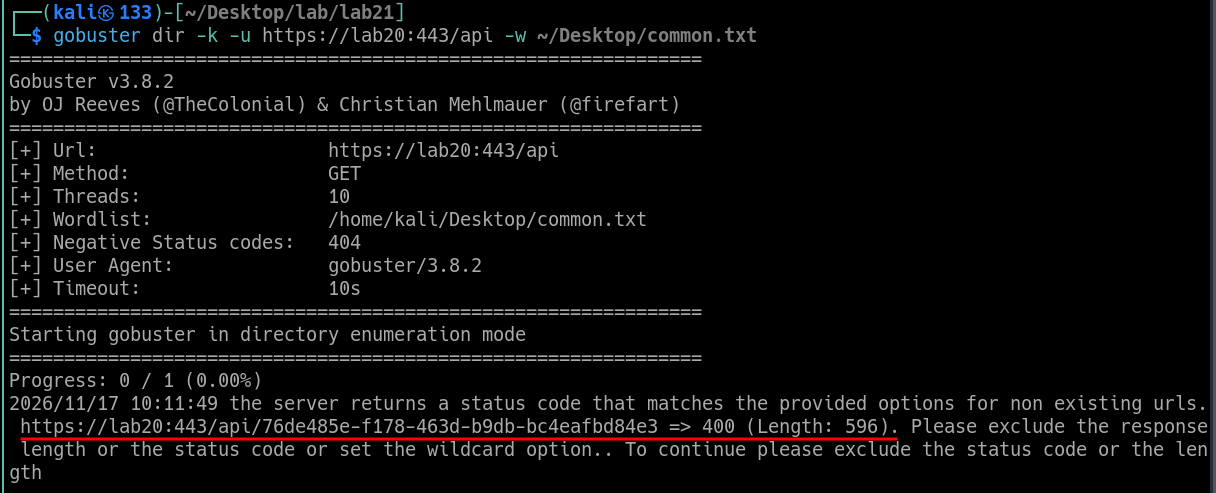 ┌──(kali㉿133)-[~/Desktop/lab/lab21]
└─$ gobuster dir -k -u https://lab20:443/api -w ~/Desktop/common.txt
===============================================================
Gobuster v3.8.2
by OJ Reeves (@TheColonial) & Christian Mehlmauer (@firefart)
===============================================================
[+] Url:                     https://lab20:443/api
[+] Method:                  GET
[+] Threads:                 10
[+] Wordlist:                /home/kali/Desktop/common.txt
[+] Negative Status codes:   404
[+] User Agent:              gobuster/3.8.2
[+] Timeout:                 10s
===============================================================
Starting gobuster in directory enumeration mode
===============================================================
Progress: 0 / 1 (0.00%)
2026/11/17 10:11:49 the server returns a status code that matches the provided options for non existing urls.
 https://lab20:443/api/76de485e-f178-463d-b9db-bc4eafbd84e3 => 400 (Length: 596). Please exclude the response
 length or the status code or set the wildcard option.. To continue please exclude the status code or the len
gth